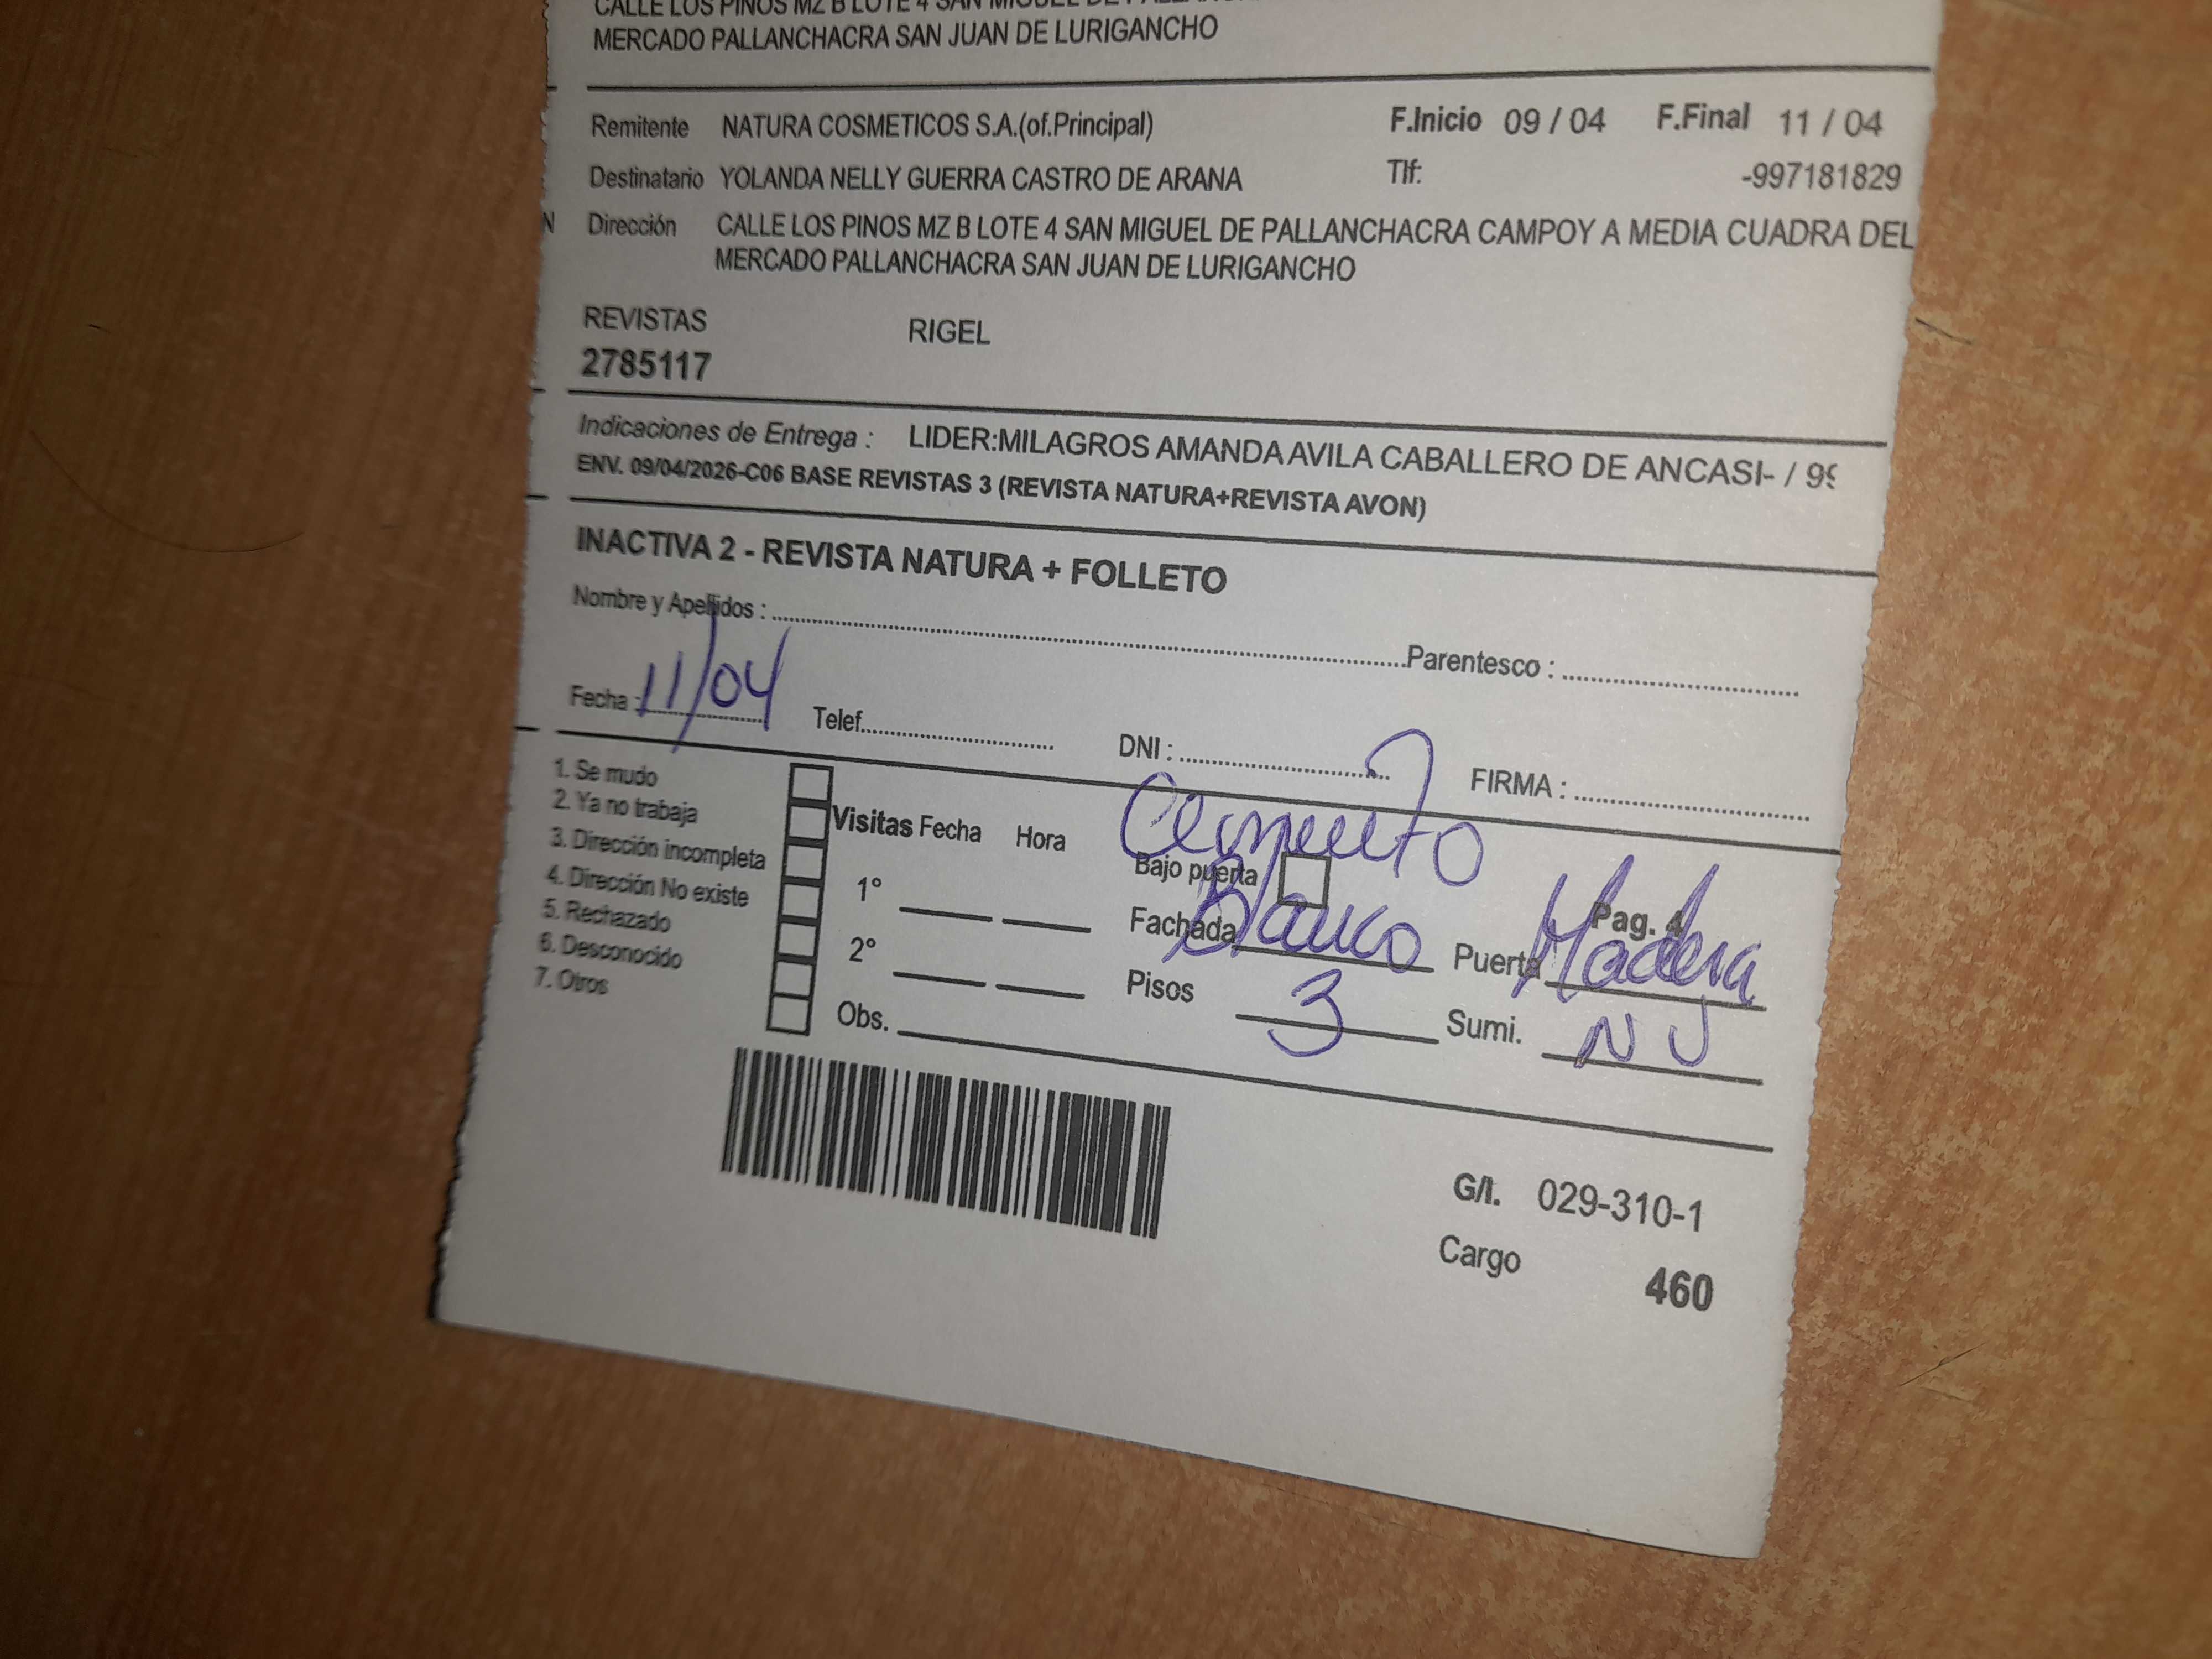 CALLE LOS PINOS MZ B LOTE 4 SAN MIGUEL DE
MERCADO PALLANCHACRA SAN JUAN DE LURIGANCHO
Remitente NATURA COSMETICOS S.A.(of.Principal) F.Inicio 09 / 04 F.Final 11 / 04
Destinatario YOLANDA NELLY GUERRA CASTRO DE ARANA Tlf: -997181829
N Dirección CALLE LOS PINOS MZ B LOTE 4 SAN MIGUEL DE PALLANCHACRA CAMPOY A MEDIA CUADRA DEL
MERCADO PALLANCHACRA SAN JUAN DE LURIGANCHO
REVISTAS RIGEL
2785117
Indicaciones de Entrega : LIDER:MILAGROS AMANDA AVILA CABALLERO DE ANCASI- / 99
ENV. 09/04/2026-C06 BASE REVISTAS 3 (REVISTA NATURA+REVISTA AVON)
INACTIVA 2 - REVISTA NATURA + FOLLETO
Nombre y Apellidos : Parentesco :
Fecha : 11/04 Telef. DNI : FIRMA :
1. Se mudo
2. Ya no trabaja
3. Dirección incompleta
4. Dirección No existe
5. Rechazado
6. Desconocido
7. Otros
Visitas Fecha Hora Cemento
Bajo puerta
1° Fachada Blanco Puerta Madera Pag. 4
2° Pisos 3 Sumi. N J
Obs.
G/I. 029-310-1
Cargo 460